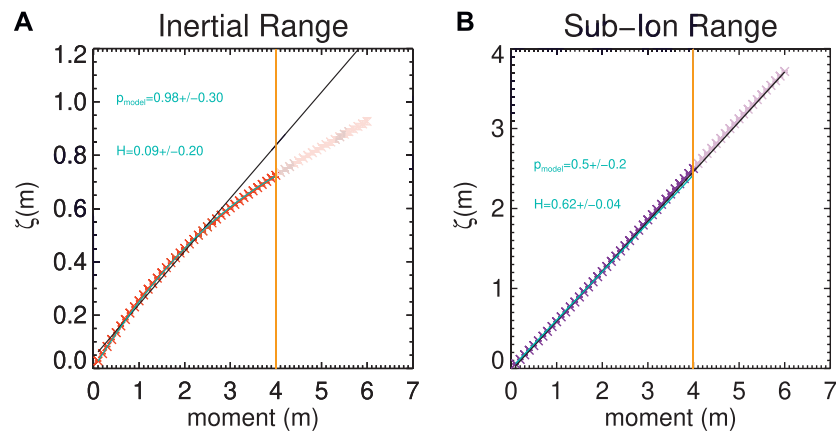 A
Inertial Range
1.2
1.0
0.8
0.6
0.4
0.2
0.0
ζ(m)
p_model=0.98+/−0.30
H=0.09+/−0.20
0 1 2 3 4 5 6 7
moment (m)
B
Sub−Ion Range
4
3
2
1
0
ζ(m)
p_model=0.5+/−0.2
H=0.62+/−0.04
0 1 2 3 4 5 6 7
moment (m)